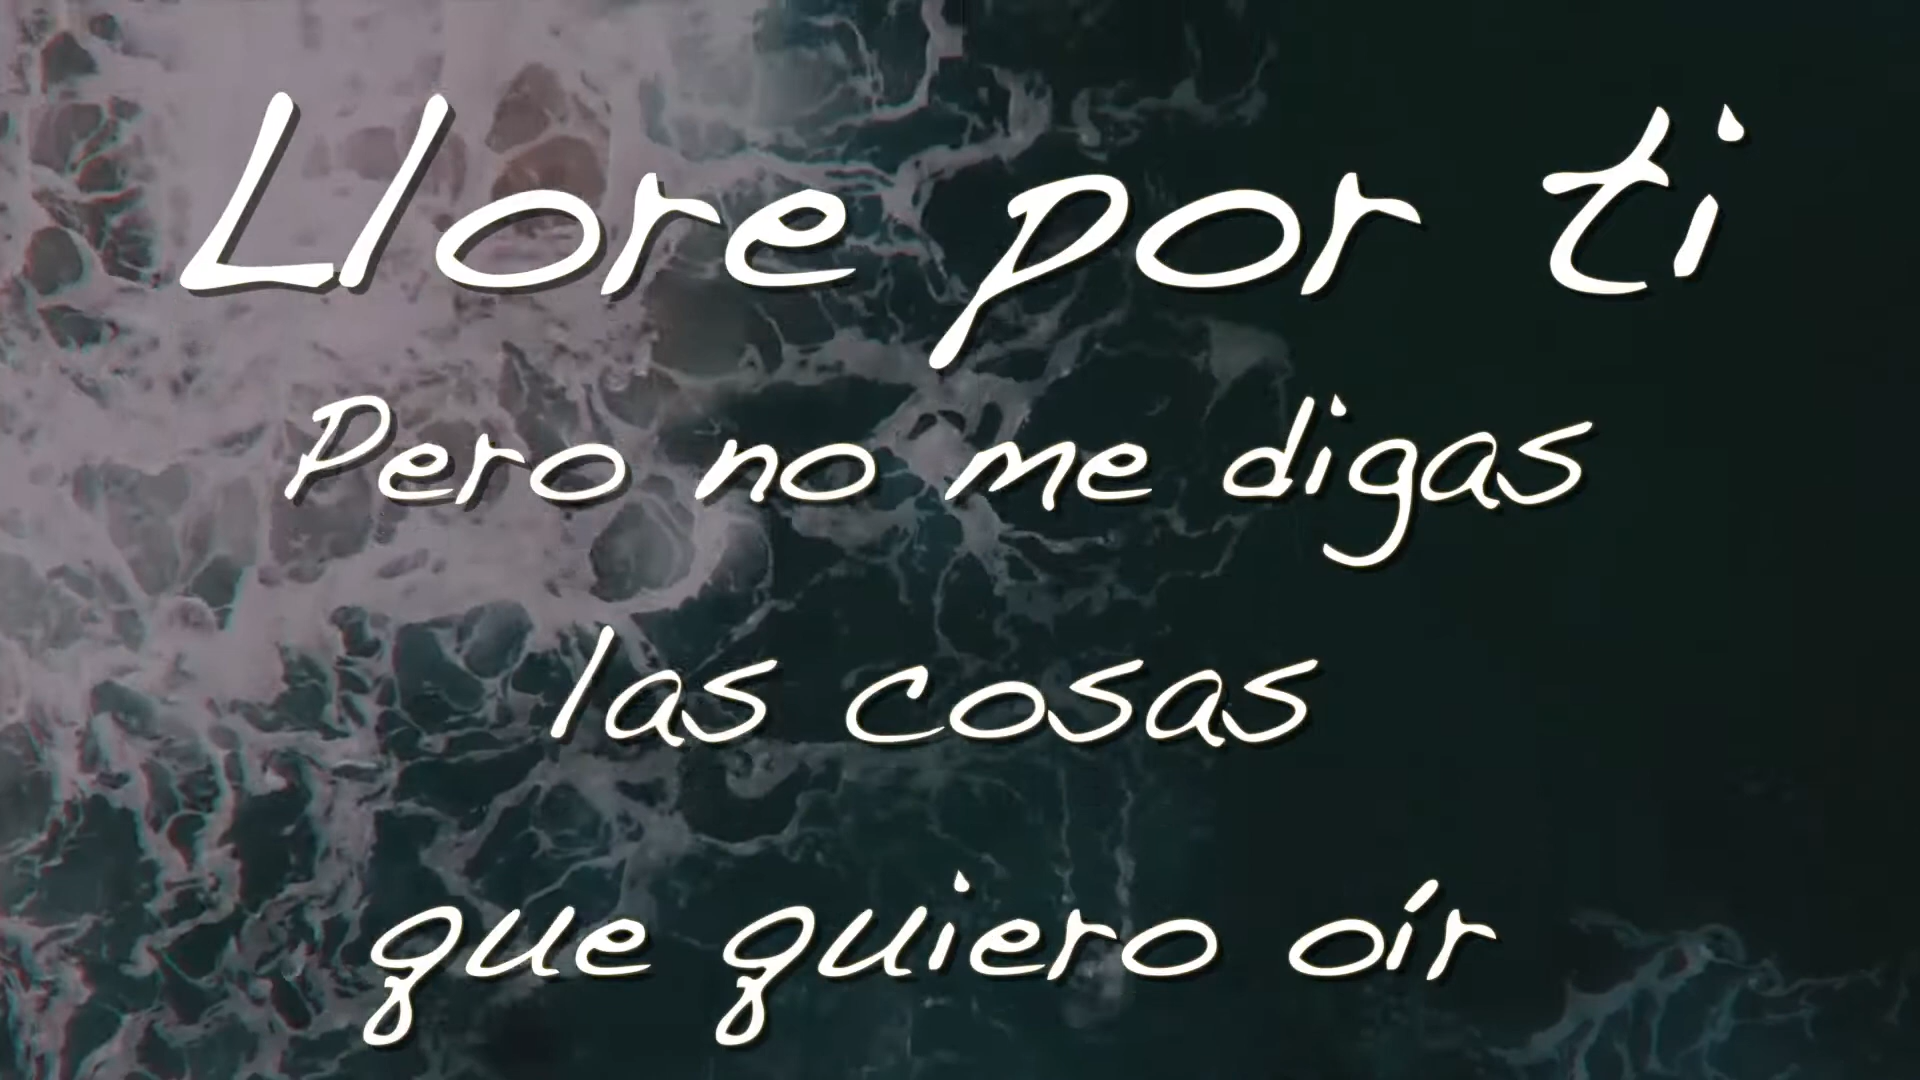 Llore por ti
Pero no me digas
las cosas
que quiero oír